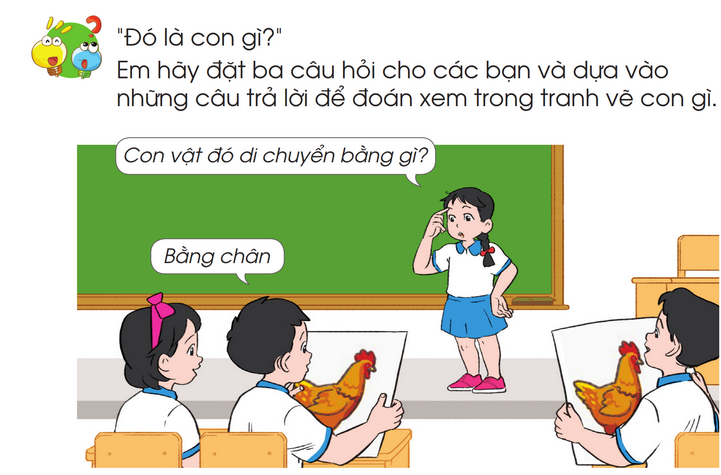 "Đó là con gì?"
Em hãy đặt ba câu hỏi cho các bạn và dựa vào
những câu trả lời để đoán xem trong tranh vẽ con gì.
Con vật đó di chuyển bằng gì?
Bằng chân